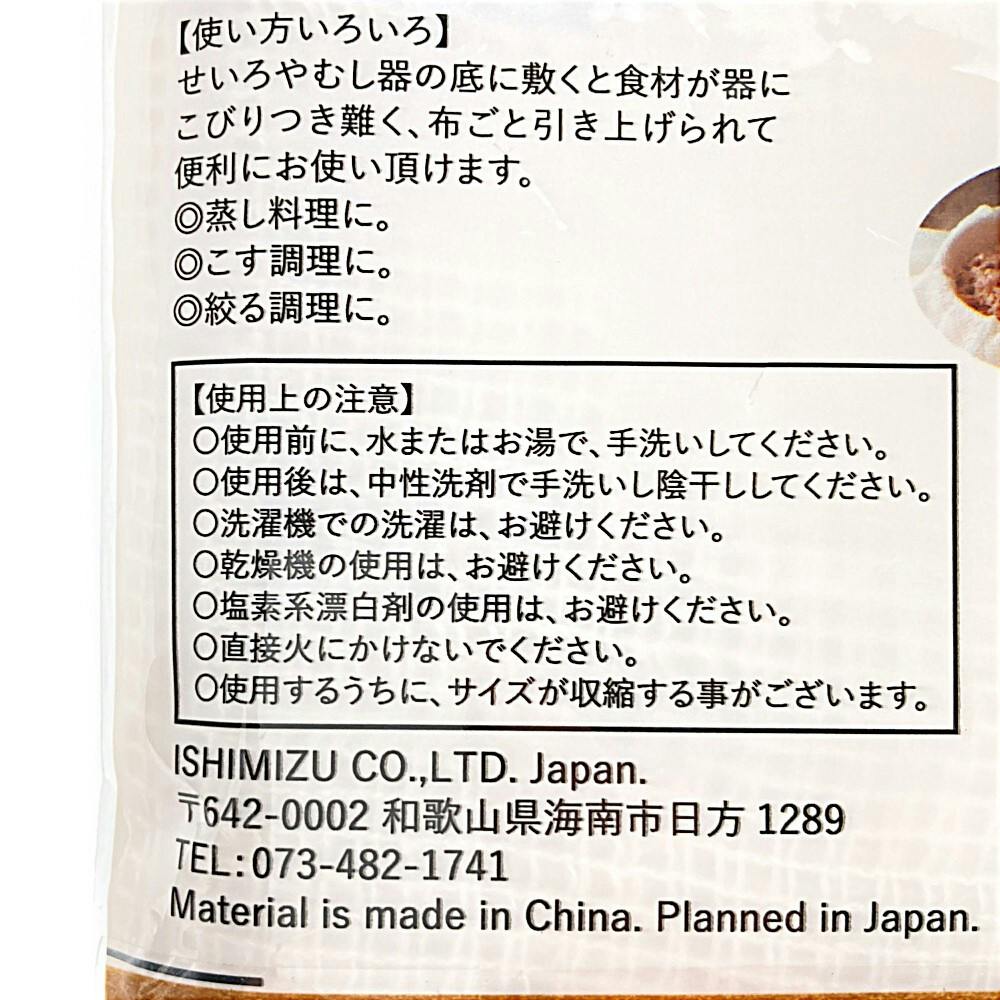 【使い方いろいろ】
せいろやむし器の底に敷くと食材が器に
こびりつき難く、布ごと引き上げられて
便利にお使い頂けます。
◎蒸し料理に。
◎こす調理に。
◎絞る調理に。
【使用上の注意】
○使用前に、水またはお湯で、手洗いしてください。
○使用後は、中性洗剤で手洗いし陰干ししてください。
○洗濯機での洗濯は、お避けください。
○乾燥機の使用は、お避けください。
○塩素系漂白剤の使用は、お避けください。
○直接火にかけないでください。
○使用するうちに、サイズが収縮する事がございます。
ISHIMIZU CO.,LTD. Japan.
〒642-0002 和歌山県海南市日方 1289
TEL:073-482-1741
Material is made in China. Planned in Japan.